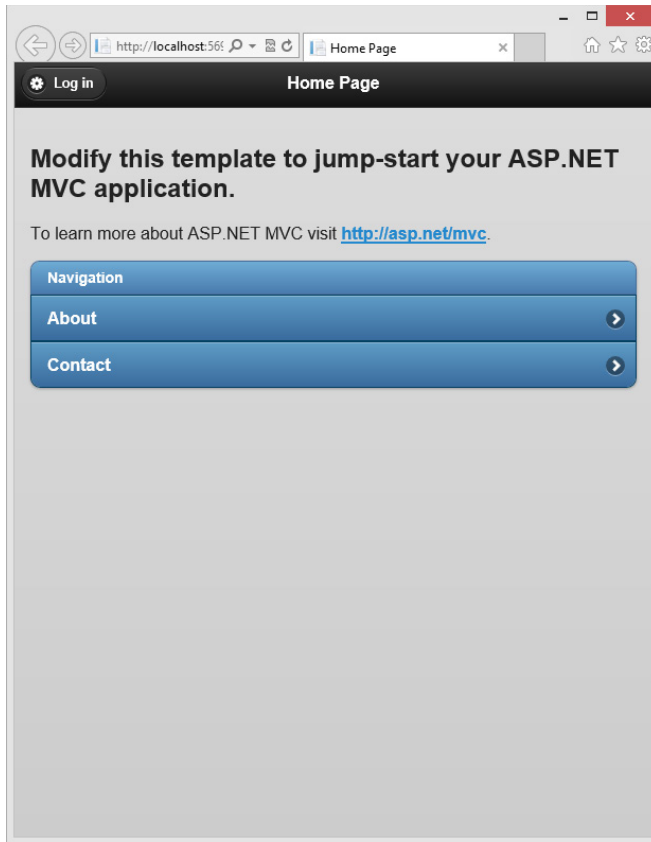 http://localhost:569
Home Page
Log in
Home Page
Modify this template to jump-start your ASP.NET
MVC application.
To learn more about ASP.NET MVC visit http://asp.net/mvc.
Navigation
About
Contact